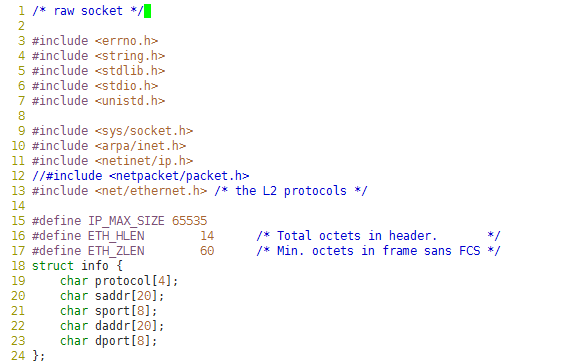 1 /* raw socket */
2
3 #include <errno.h>
4 #include <string.h>
5 #include <stdlib.h>
6 #include <stdio.h>
7 #include <unistd.h>
8
9 #include <sys/socket.h>
10 #include <arpa/inet.h>
11 #include <netinet/ip.h>
12 //#include <netpacket/packet.h>
13 #include <net/ethernet.h> /* the L2 protocols */
14
15 #define IP_MAX_SIZE 65535
16 #define ETH_HLEN        14      /* Total octets in header.       */
17 #define ETH_ZLEN        60      /* Min. octets in frame sans FCS */
18 struct info {
19     char protocol[4];
20     char saddr[20];
21     char sport[8];
22     char daddr[20];
23     char dport[8];
24 };